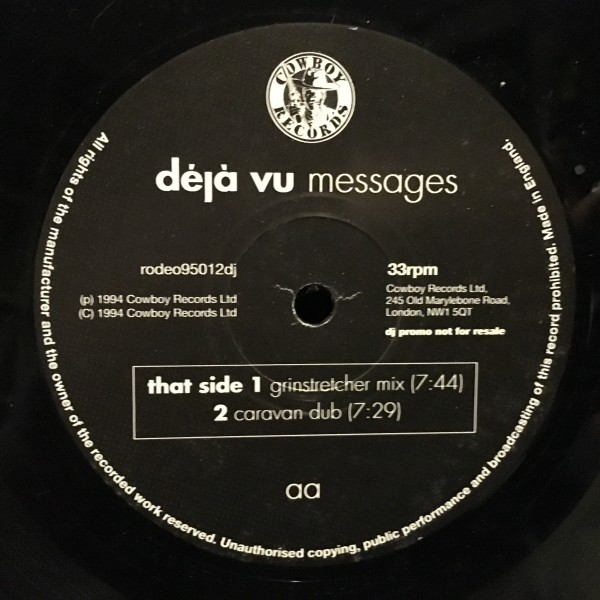 COWBOY
RECORDS
déjà vu messages
rodeo95012dj
33rpm
(p) 1994 Cowboy Records Ltd
(C) 1994 Cowboy Records Ltd
Cowboy Records Ltd,
245 Old Marylebone Road,
London, NW1 5QT
dj promo not for resale
that side 1 grinstretcher mix (7:44)
2 caravan dub (7:29)
aa
All rights of the manufacturer and the owner of the recorded work reserved. Unauthorised copying, public performance and broadcasting of this record prohibited. Made in England.